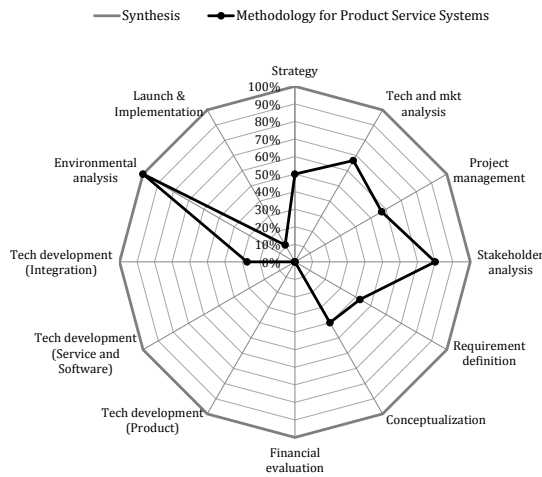 Synthesis
Methodology for Product Service Systems
Strategy
100%
90%
80%
70%
60%
50%
40%
30%
20%
10%
0%
Tech and mkt
analysis
Project
management
Stakeholder
analysis
Requirement
definition
Conceptualization
Financial
evaluation
Tech development
(Product)
Tech development
(Service and
Software)
Tech development
(Integration)
Environmental
analysis
Launch &
Implementation